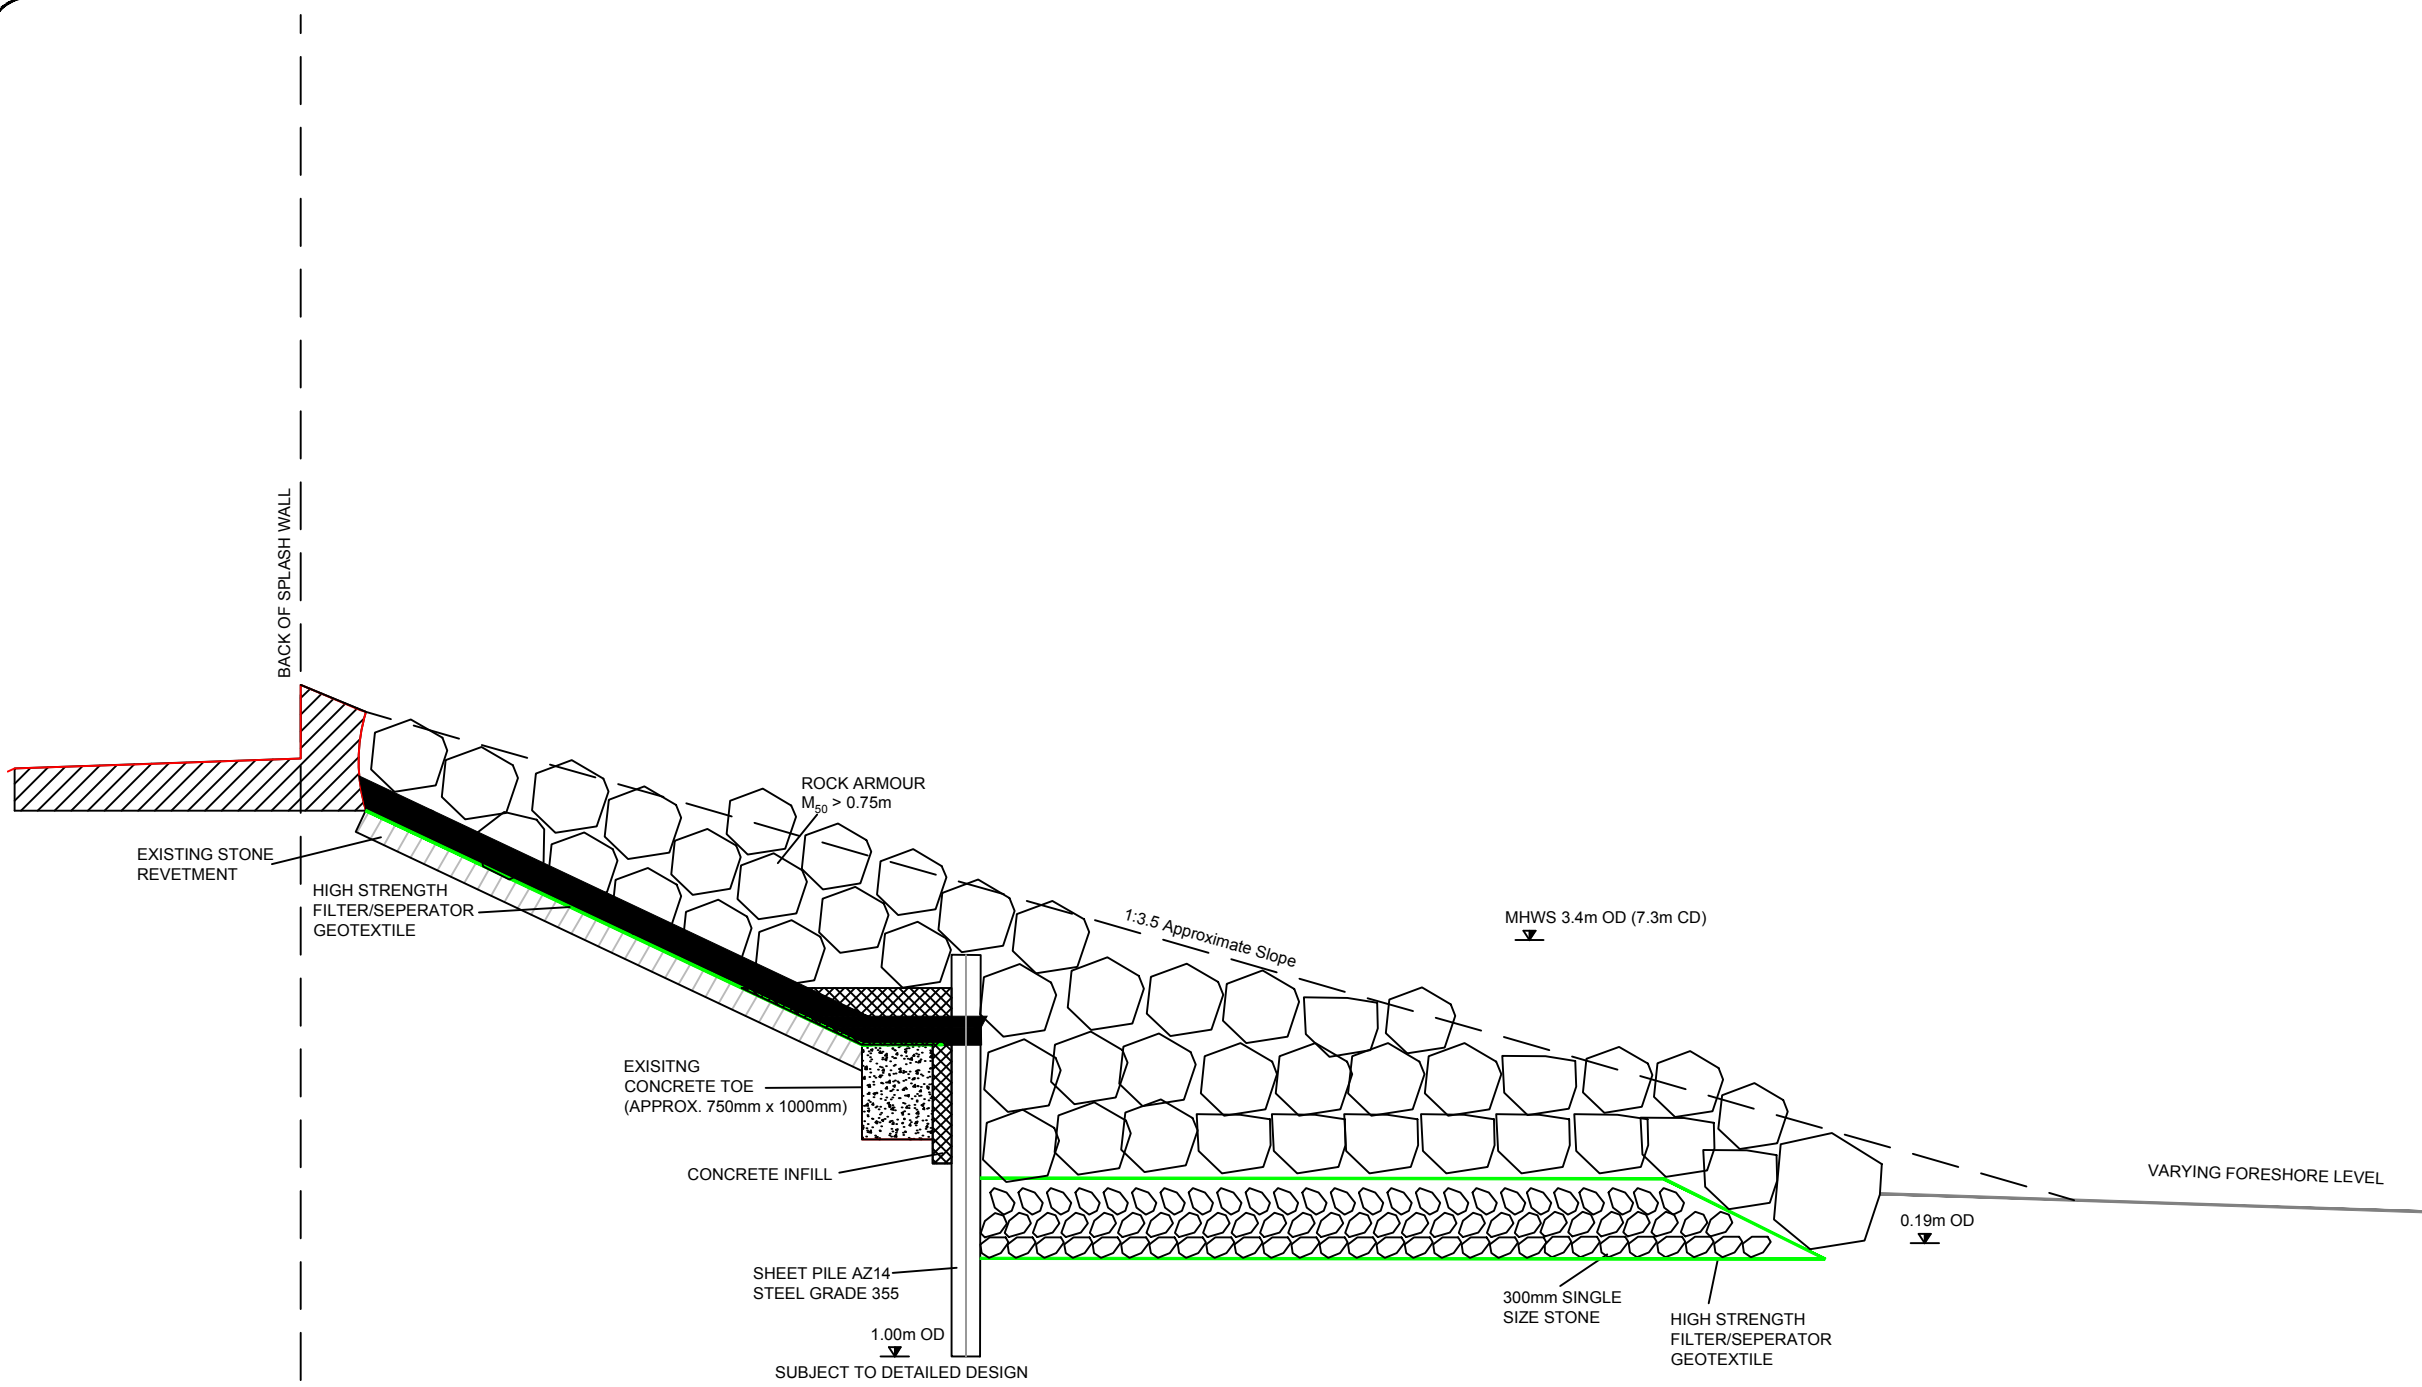 BACK OF SPLASH WALL
ROCK ARMOUR
M50 > 0.75m
EXISTING STONE
REVETMENT
HIGH STRENGTH
FILTER/SEPERATOR
GEOTEXTILE
1:3.5 Approximate Slope
MHWS 3.4m OD (7.3m CD)
EXISITNG
CONCRETE TOE
(APPROX. 750mm x 1000mm)
CONCRETE INFILL
VARYING FORESHORE LEVEL
0.19m OD
SHEET PILE AZ14
STEEL GRADE 355
300mm SINGLE
SIZE STONE
HIGH STRENGTH
FILTER/SEPERATOR
GEOTEXTILE
1.00m OD
SUBJECT TO DETAILED DESIGN